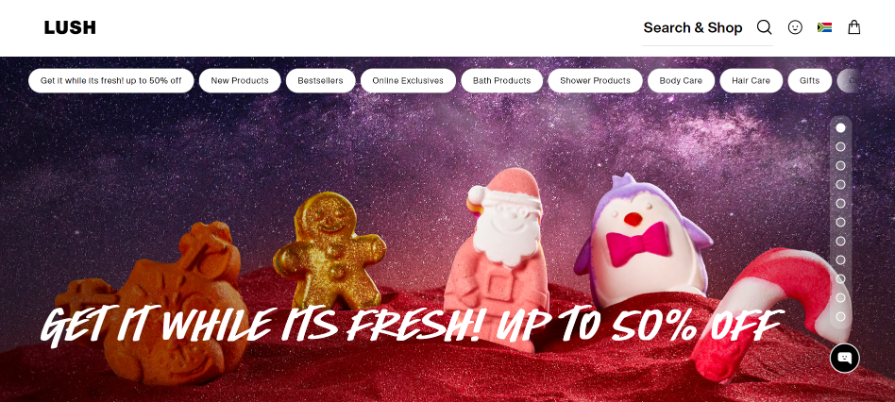 LUSH
Search & Shop
Get it while its fresh! up to 50% off
New Products
Bestsellers
Online Exclusives
Bath Products
Shower Products
Body Care
Hair Care
Gifts
GET IT WHILE ITS FRESH! UP TO 50% OFF